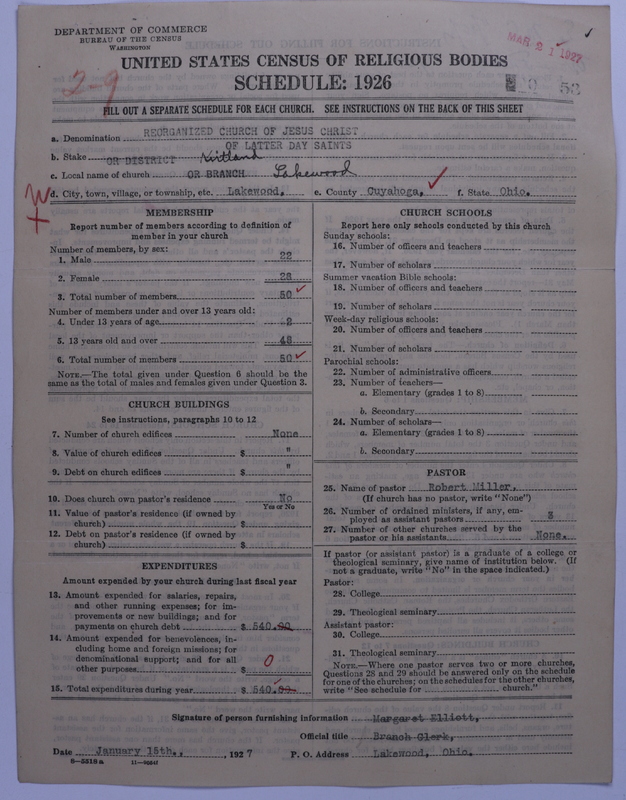 DEPARTMENT OF COMMERCE
BUREAU OF THE CENSUS
WASHINGTON
MAR 21 1927
UNITED STATES CENSUS OF RELIGIOUS BODIES
SCHEDULE: 1926
2-9
FILL OUT A SEPARATE SCHEDULE FOR EACH CHURCH. SEE INSTRUCTIONS ON THE BACK OF THIS SHEET
a. Denomination REORGANIZED CHURCH OF JESUS CHRIST
OF LATTER DAY SAINTS
b. Stake OR DISTRICT Kirtland
c. Local name of church OR BRANCH Lakewood
d. City, town, village, or township, etc. Lakewood, e. County Cuyahoga, f. State Ohio.
MEMBERSHIP
Report number of members according to definition of
member in your church
Number of members, by sex:
1. Male 22
2. Female 28
3. Total number of members 50
Number of members under and over 13 years old:
4. Under 13 years of age 2
5. 13 years old and over 48
6. Total number of members 50
NOTE.—The total given under Question 6 should be the
same as the total of males and females given under Question 3.
CHURCH BUILDINGS
See instructions, paragraphs 10 to 12
7. Number of church edifices None
8. Value of church edifices $ "
9. Debt on church edifices $ "
10. Does church own pastor's residence No
Yes or No
11. Value of pastor's residence (if owned by
church) $
12. Debt on pastor's residence (if owned by
church) $
EXPENDITURES
Amount expended by your church during last fiscal year
13. Amount expended for salaries, repairs,
and other running expenses; for im-
provements or new buildings; and for
payments on church debt $ 540.00
14. Amount expended for benevolences, in-
cluding home and foreign missions; for
denominational support; and for all
other purposes $ 0
15. Total expenditures during year $ 540.00
CHURCH SCHOOLS
Report here only schools conducted by this church
Sunday schools:
16. Number of officers and teachers
17. Number of scholars
Summer vacation Bible schools:
18. Number of officers and teachers
19. Number of scholars
Week-day religious schools:
20. Number of officers and teachers
21. Number of scholars
Parochial schools:
22. Number of administrative officers
23. Number of teachers—
a. Elementary (grades 1 to 8)
b. Secondary
24. Number of scholars—
a. Elementary (grades 1 to 8)
b. Secondary
PASTOR
25. Name of pastor Robert Miller,
(If church has no pastor, write "None")
26. Number of ordained ministers, if any, em-
ployed as assistant pastors 3
27. Number of other churches served by the
pastor or his assistants None.
If pastor (or assistant pastor) is a graduate of a college or
theological seminary, give name of institution below. (If
not a graduate, write "No" in the space indicated.)
Pastor:
28. College
29. Theological seminary
Assistant pastor:
30. College
31. Theological seminary
NOTE.—Where one pastor serves two or more churches,
Questions 28 and 29 should be answered only on the schedule
for one of the churches; on the schedules for the other churches,
write "See schedule for church."
Signature of person furnishing information Margaret Elliott,
Official title Branch Clerk,
Date January 15th., 1927 P. O. Address Lakewood, Ohio.
8-5518a